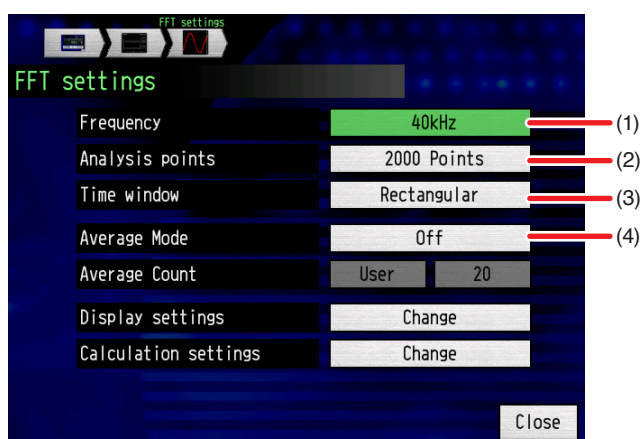 FFT settings
FFT settings
Frequency 40kHz (1)
Analysis points 2000 Points (2)
Time window Rectangular (3)
Average Mode Off (4)
Average Count User 20
Display settings Change
Calculation settings Change
Close